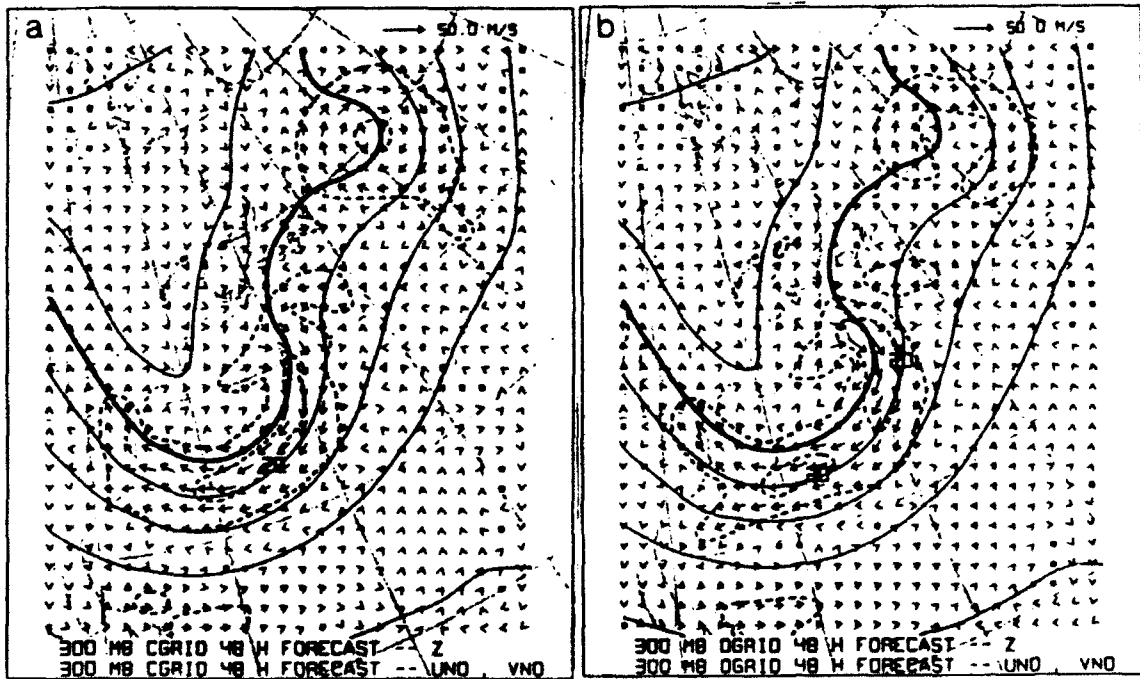 a
50.0 M/S
300 MB CGRID 48 H FORECAST -- Z
300 MB CGRID 48 H FORECAST -- UNO , VNO
b
50.0 M/S
300 MB OGRID 48 H FORECAST -- Z
300 MB OGRID 48 H FORECAST -- UNO , VNO